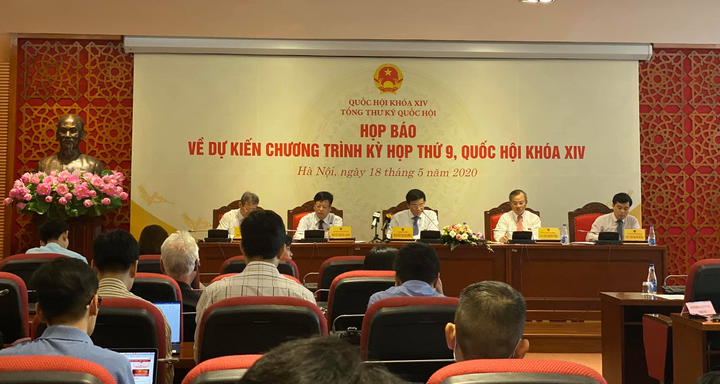 QUỐC HỘI KHÓA XIV
TỔNG THƯ KÝ QUỐC HỘI
HỌP BÁO
VỀ DỰ KIẾN CHƯƠNG TRÌNH KỲ HỌP THỨ 9, QUỐC HỘI KHÓA XIV
Hà Nội, ngày 18 tháng 5 năm 2020